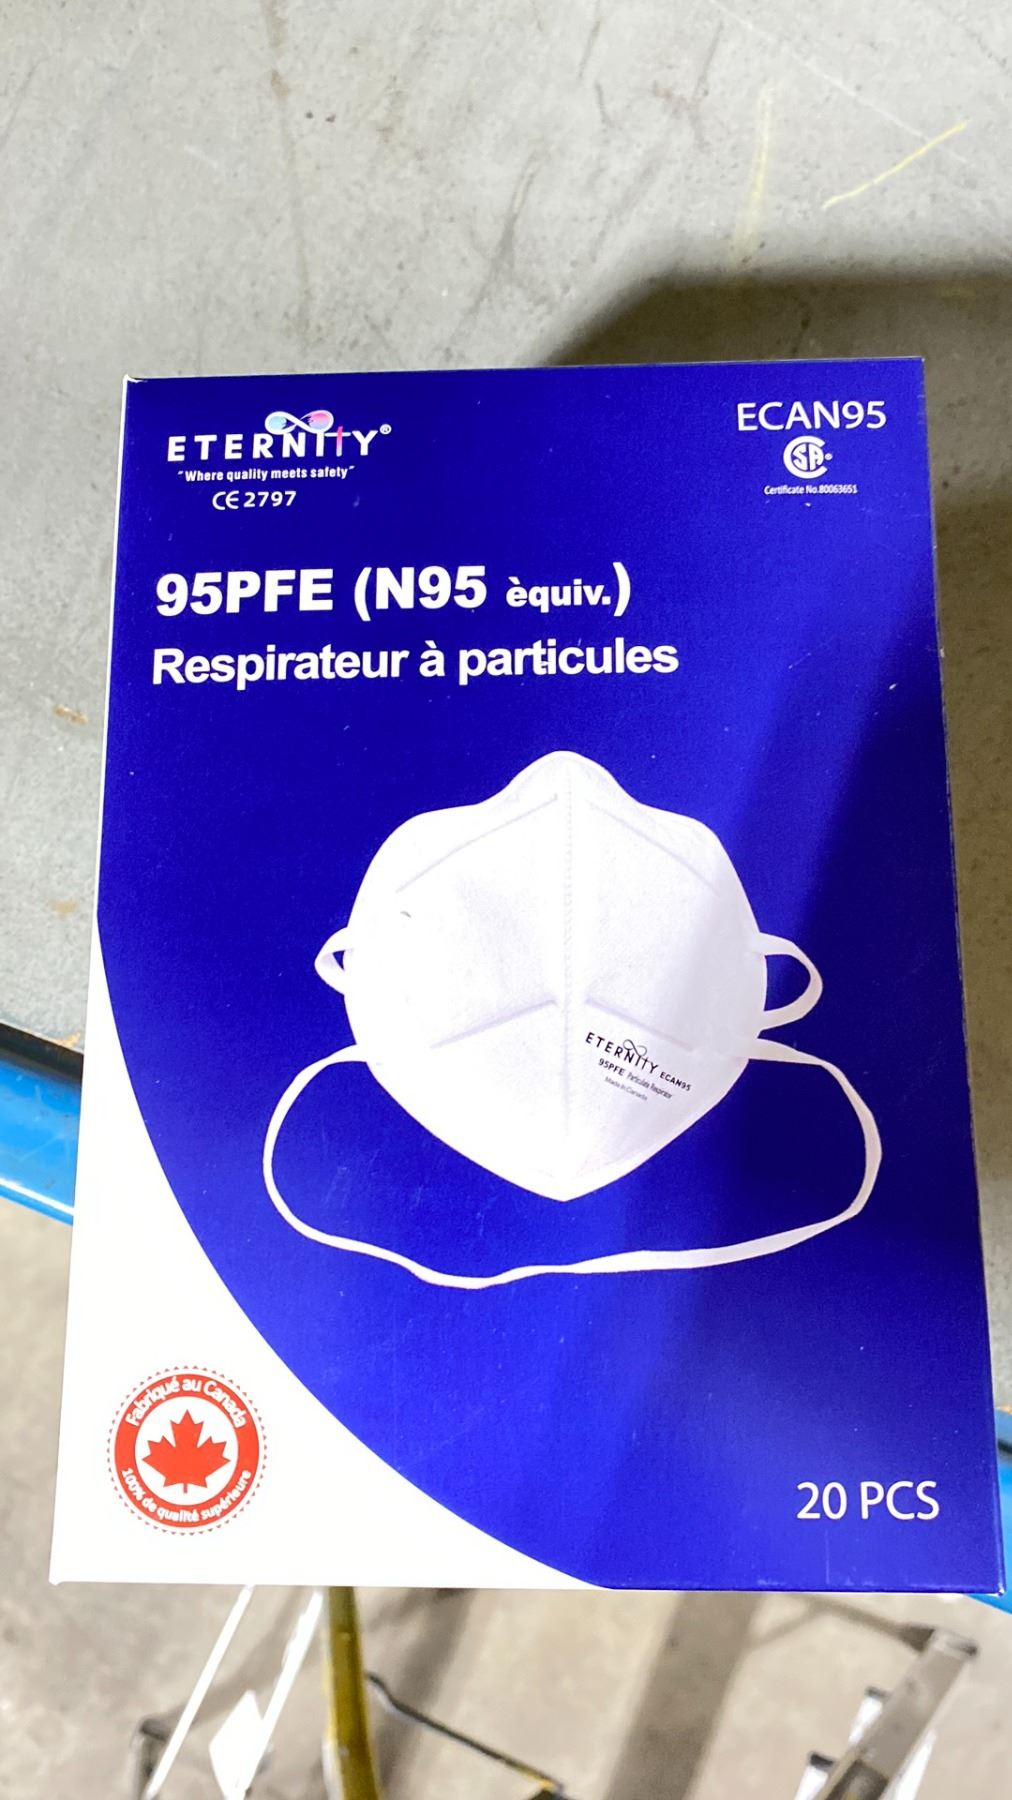 ETERNITY®
"Where quality meets safety"
CE 2797
ECAN95
CSA®
Certificate No.80063651
95PFE (N95 èquiv.)
Respirateur à particules
ETERNITY ECAN95
95PFE Particulate Respirator
Made in Canada
Fabriqué au Canada
100% de qualité supérieure
20 PCS